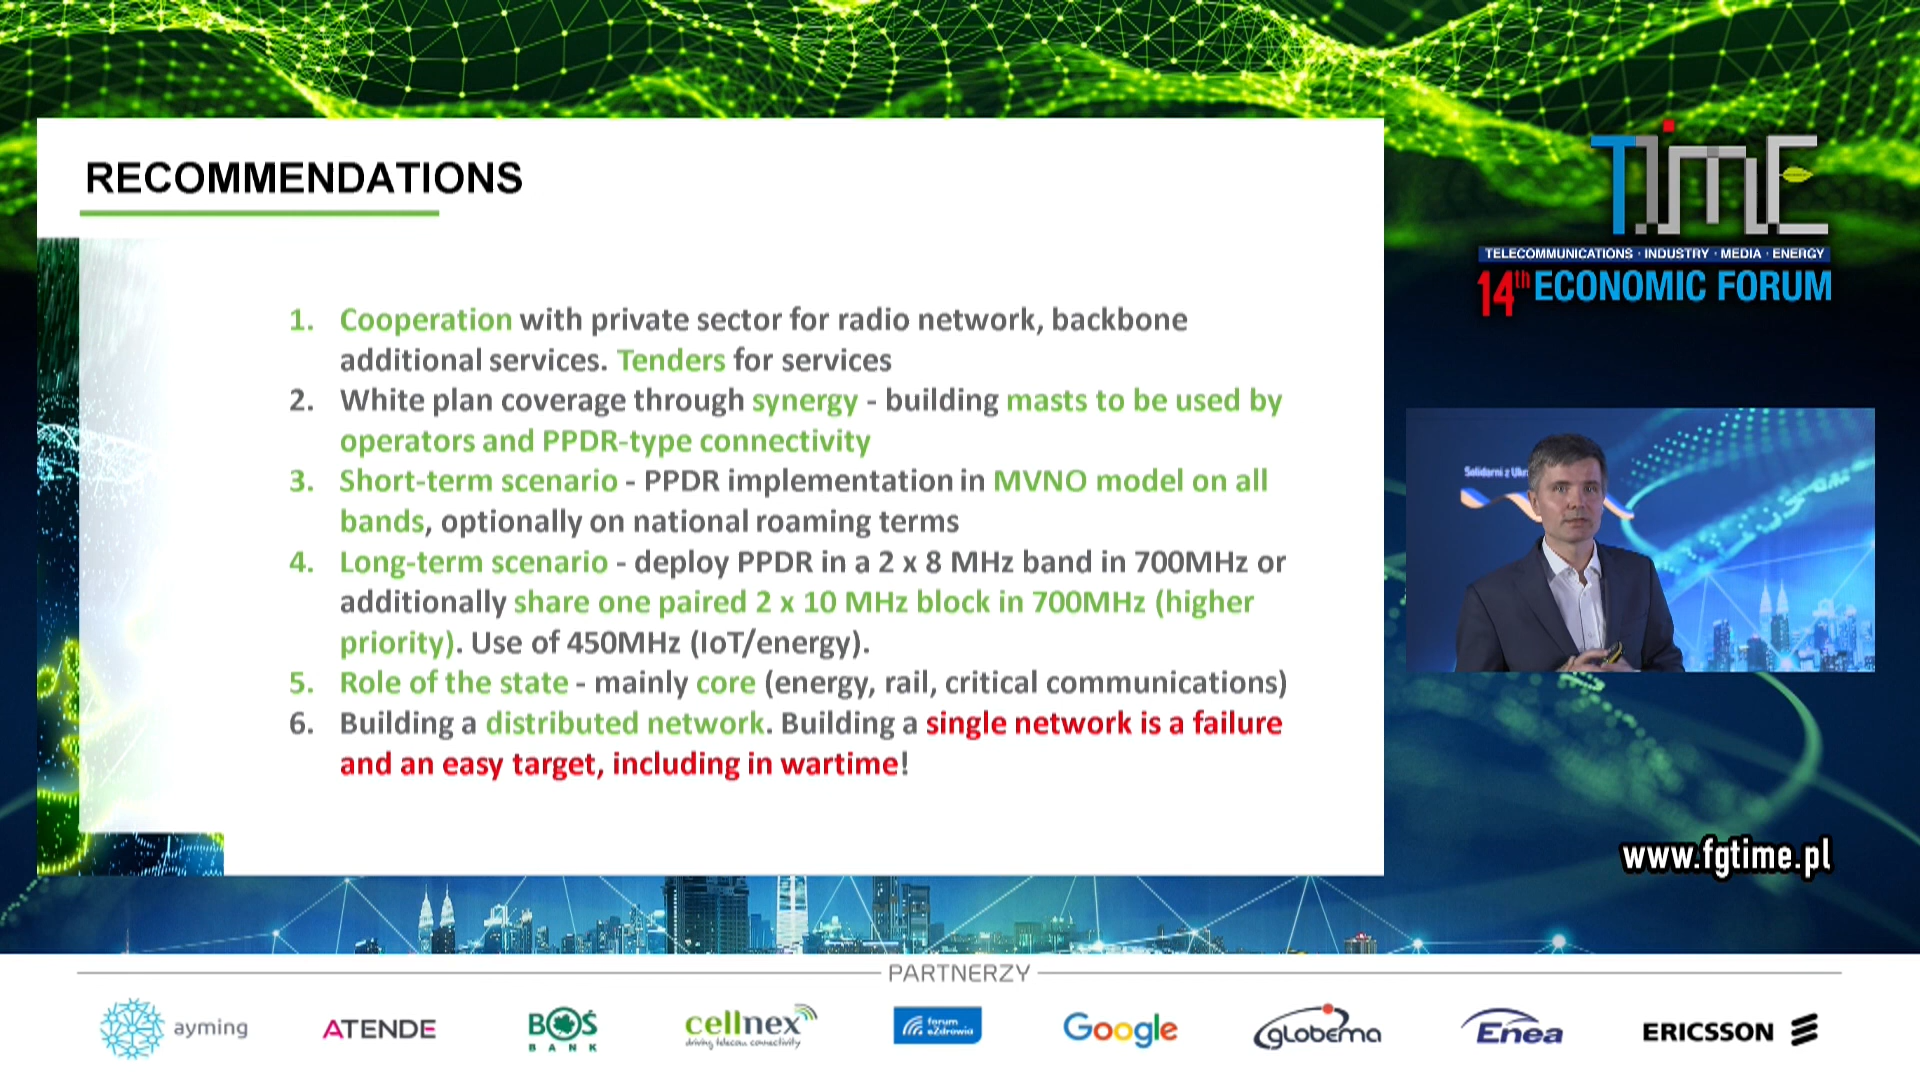 RECOMMENDATIONS
1. Cooperation with private sector for radio network, backbone
additional services. Tenders for services
2. White plan coverage through synergy - building masts to be used by
operators and PPDR-type connectivity
3. Short-term scenario - PPDR implementation in MVNO model on all
bands, optionally on national roaming terms
4. Long-term scenario - deploy PPDR in a 2 x 8 MHz band in 700MHz or
additionally share one paired 2 x 10 MHz block in 700MHz (higher
priority). Use of 450MHz (IoT/energy).
5. Role of the state - mainly core (energy, rail, critical communications)
6. Building a distributed network. Building a single network is a failure
and an easy target, including in wartime!
TIME
TELECOMMUNICATIONS · INDUSTRY · MEDIA · ENERGY
14th ECONOMIC FORUM
Solidarni z Ukr
www.fgtime.pl
PARTNERZY
ayming
ATENDE
BOŚ
BANK
cellnex
driving telecom connectivity
forum
eZdrowia
Google
GLOBEMA
Enea
ERICSSON